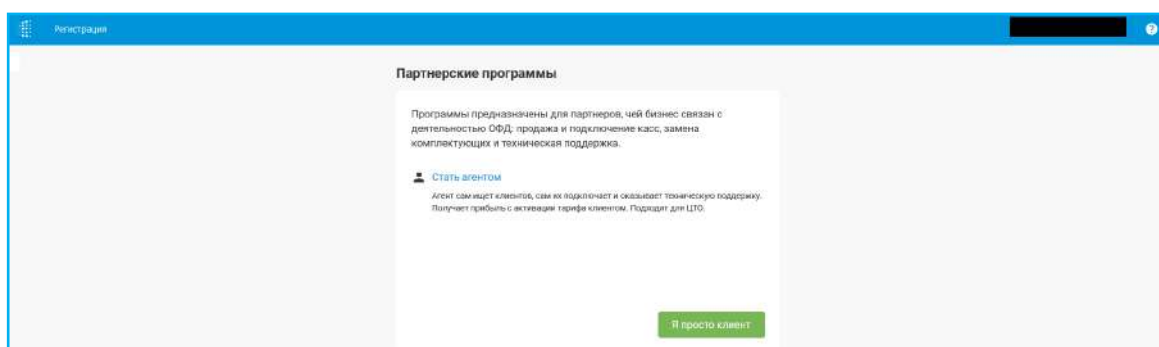 Регистрация
Партнерские программы
Программы предназначены для партнеров, чей бизнес связан с
деятельностью ОФД: продажа и подключение касс, замена
комплектующих и техническая поддержка.
Стать агентом
Агент сам ищет клиентов, сам их подключает и оказывает техническую поддержку.
Получает прибыль с активации тарифа клиентом. Подходит для ЦТО.
Я просто клиент